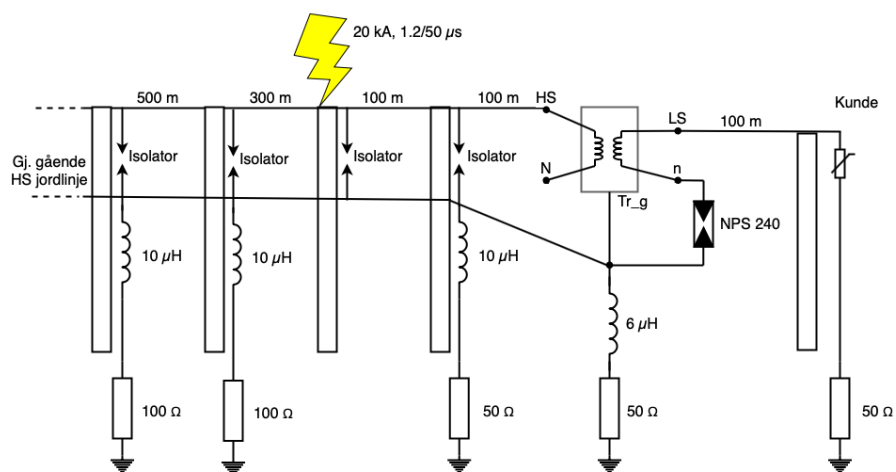 20 kA, 1.2/50 µs
500 m
300 m
100 m
100 m
HS
LS
100 m
Kunde
Isolator
Isolator
Isolator
Isolator
Gj. gående
HS jordlinje
N
n
Tr_g
NPS 240
10 µH
10 µH
10 µH
6 µH
100 Ω
100 Ω
50 Ω
50 Ω
50 Ω